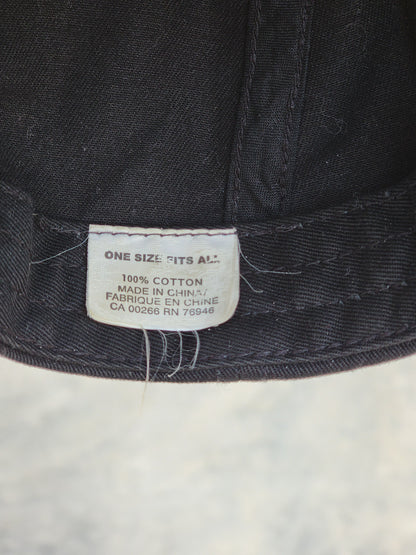 ONE SIZE FITS ALL
100% COTTON
MADE IN CHINA/
FABRIQUE EN CHINE
CA 00266 RN 76946